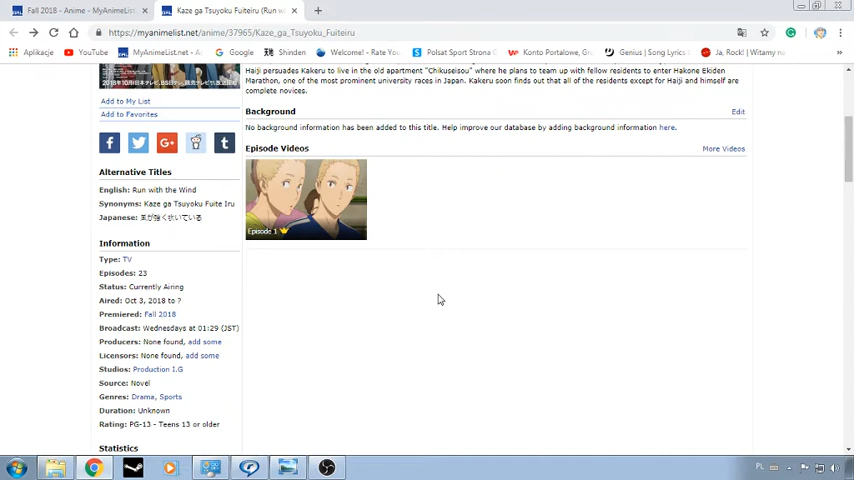 Fall 2018 - Anime - MyAnimeList
Kaze ga Tsuyoku Fuiteiru (Run w
https://myanimelist.net/anime/37965/Kaze_ga_Tsuyoku_Fuiteiru
Aplikacje
YouTube
MyAnimeList.net -
Google
Shinden
Welcome! - Rate You
Polsat Sport Strona G
Konto Portalowe, Gr
Genius | Song Lyrics
Ja, Rock! | Witamy n
2018年10月
Haiji persuades Kakeru to live in the old apartment "Chikuseisou" where he plans to team up with fellow residents to enter Hakone Ekiden
Marathon, one of the most prominent university races in Japan. Kakeru soon finds out that all of the residents except for Haiji and himself are
complete novices.
Add to My List
Add to Favorites
Background
Edit
No background information has been added to this title. Help improve our database by adding background information here.
Episode Videos
More Videos
Episode 1
Alternative Titles
English: Run with the Wind
Synonyms: Kaze ga Tsuyoku Fuite Iru
Japanese: 風が強く吹いている
Information
Type: TV
Episodes: 23
Status: Currently Airing
Aired: Oct 3, 2018 to ?
Premiered: Fall 2018
Broadcast: Wednesdays at 01:29 (JST)
Producers: None found, add some
Licensors: None found, add some
Studios: Production I.G
Source: Novel
Genres: Drama, Sports
Duration: Unknown
Rating: PG-13 - Teens 13 or older
Statistics
PL